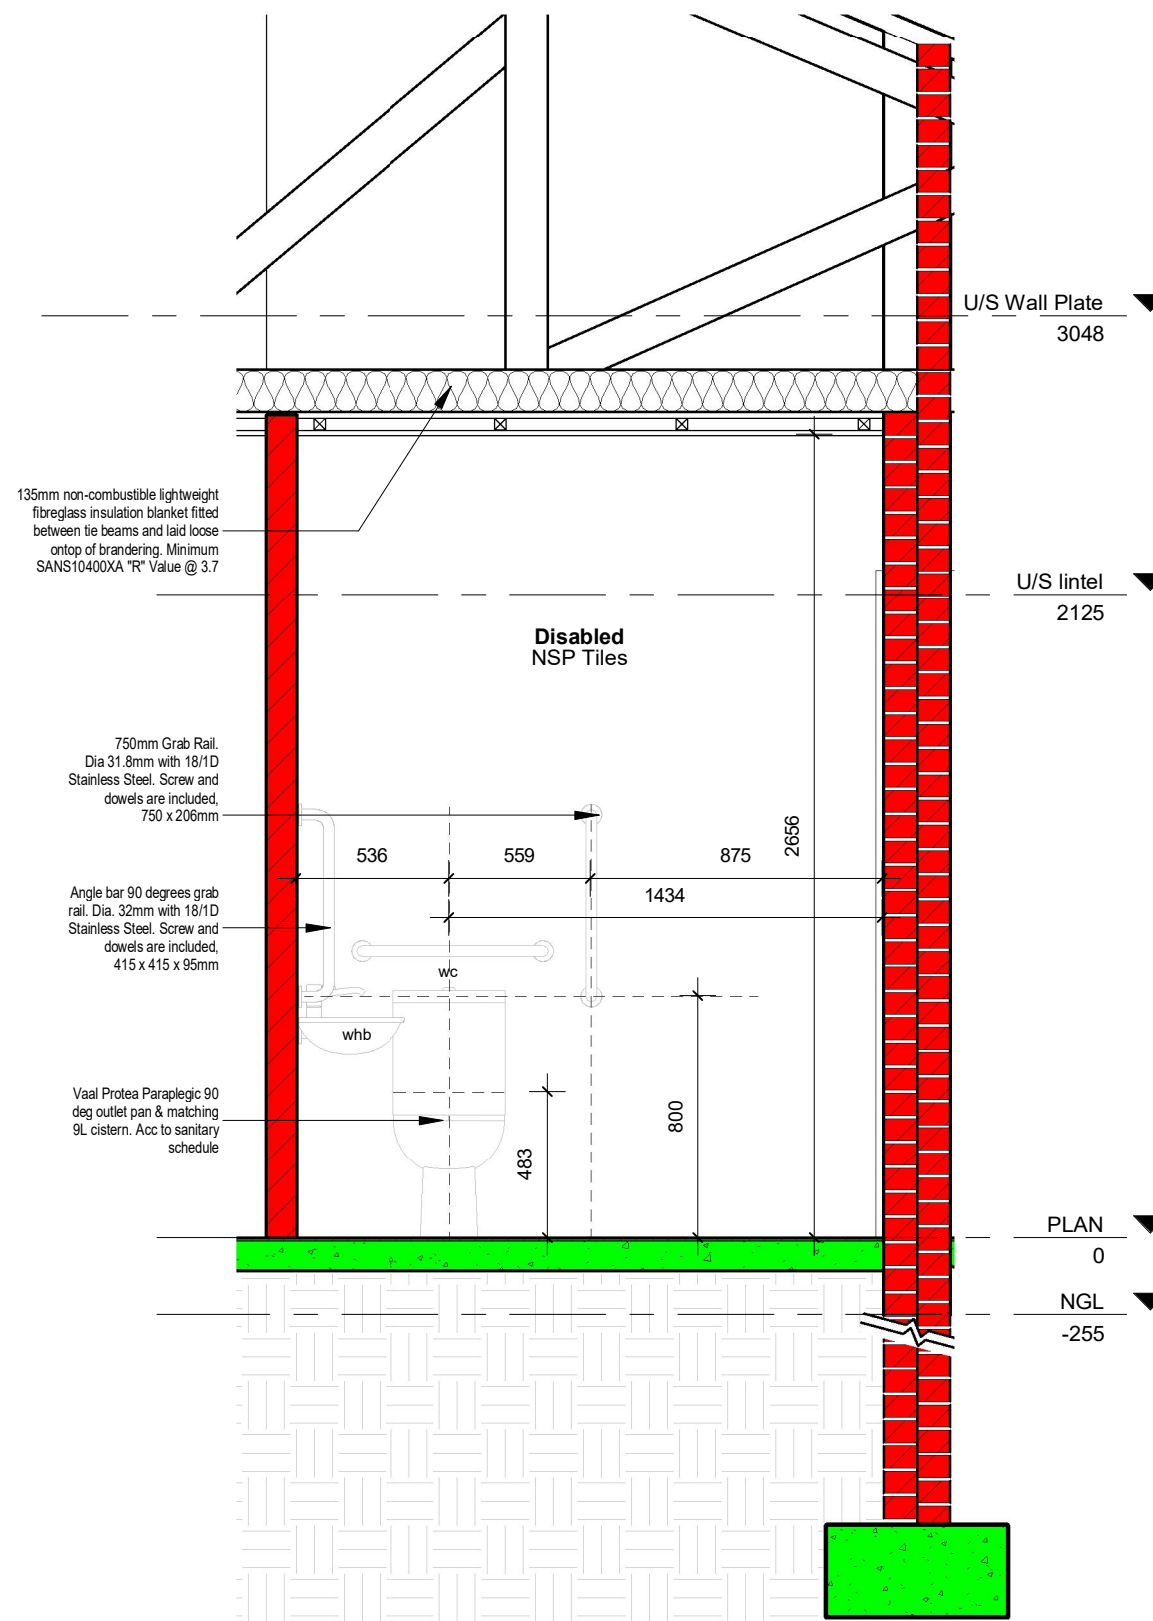 U/S Wall Plate
3048
135mm non-combustible lightweight
fibreglass insulation blanket fitted
between tie beams and laid loose
ontop of brandering. Minimum
SANS10400XA "R" Value @ 3.7
U/S lintel
2125
Disabled
NSP Tiles
750mm Grab Rail.
Dia 31.8mm with 18/1D
Stainless Steel. Screw and
dowels are included,
750 x 206mm
2656
536
559
875
1434
Angle bar 90 degrees grab
rail. Dia. 32mm with 18/1D
Stainless Steel. Screw and
dowels are included,
415 x 415 x 95mm
wc
whb
Vaal Protea Paraplegic 90
deg outlet pan & matching
9L cistern. Acc to sanitary
schedule
800
483
PLAN
0
NGL
-255